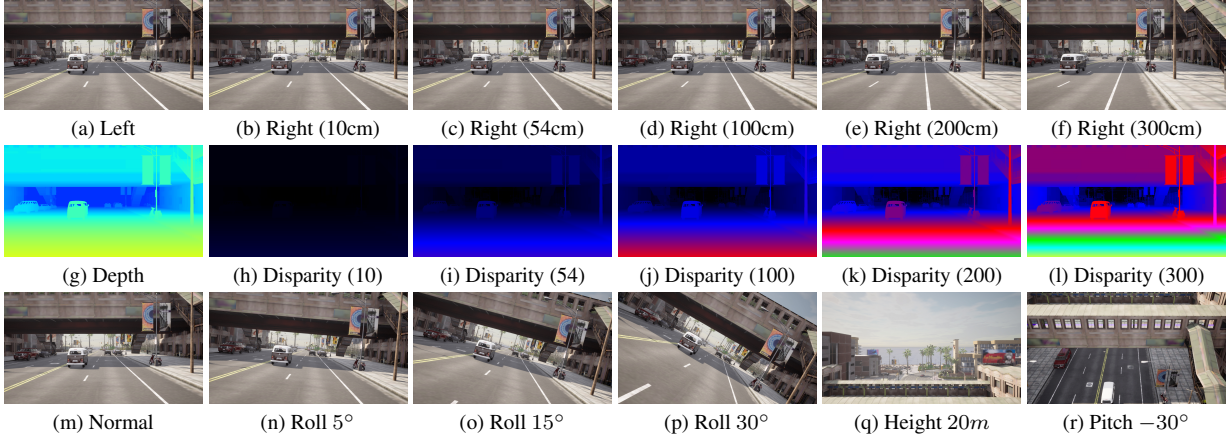 (a) Left (b) Right (10cm) (c) Right (54cm) (d) Right (100cm) (e) Right (200cm) (f) Right (300cm)
(g) Depth (h) Disparity (10) (i) Disparity (54) (j) Disparity (100) (k) Disparity (200) (l) Disparity (300)
(m) Normal (n) Roll 5° (o) Roll 15° (p) Roll 30° (q) Height 20m (r) Pitch −30°